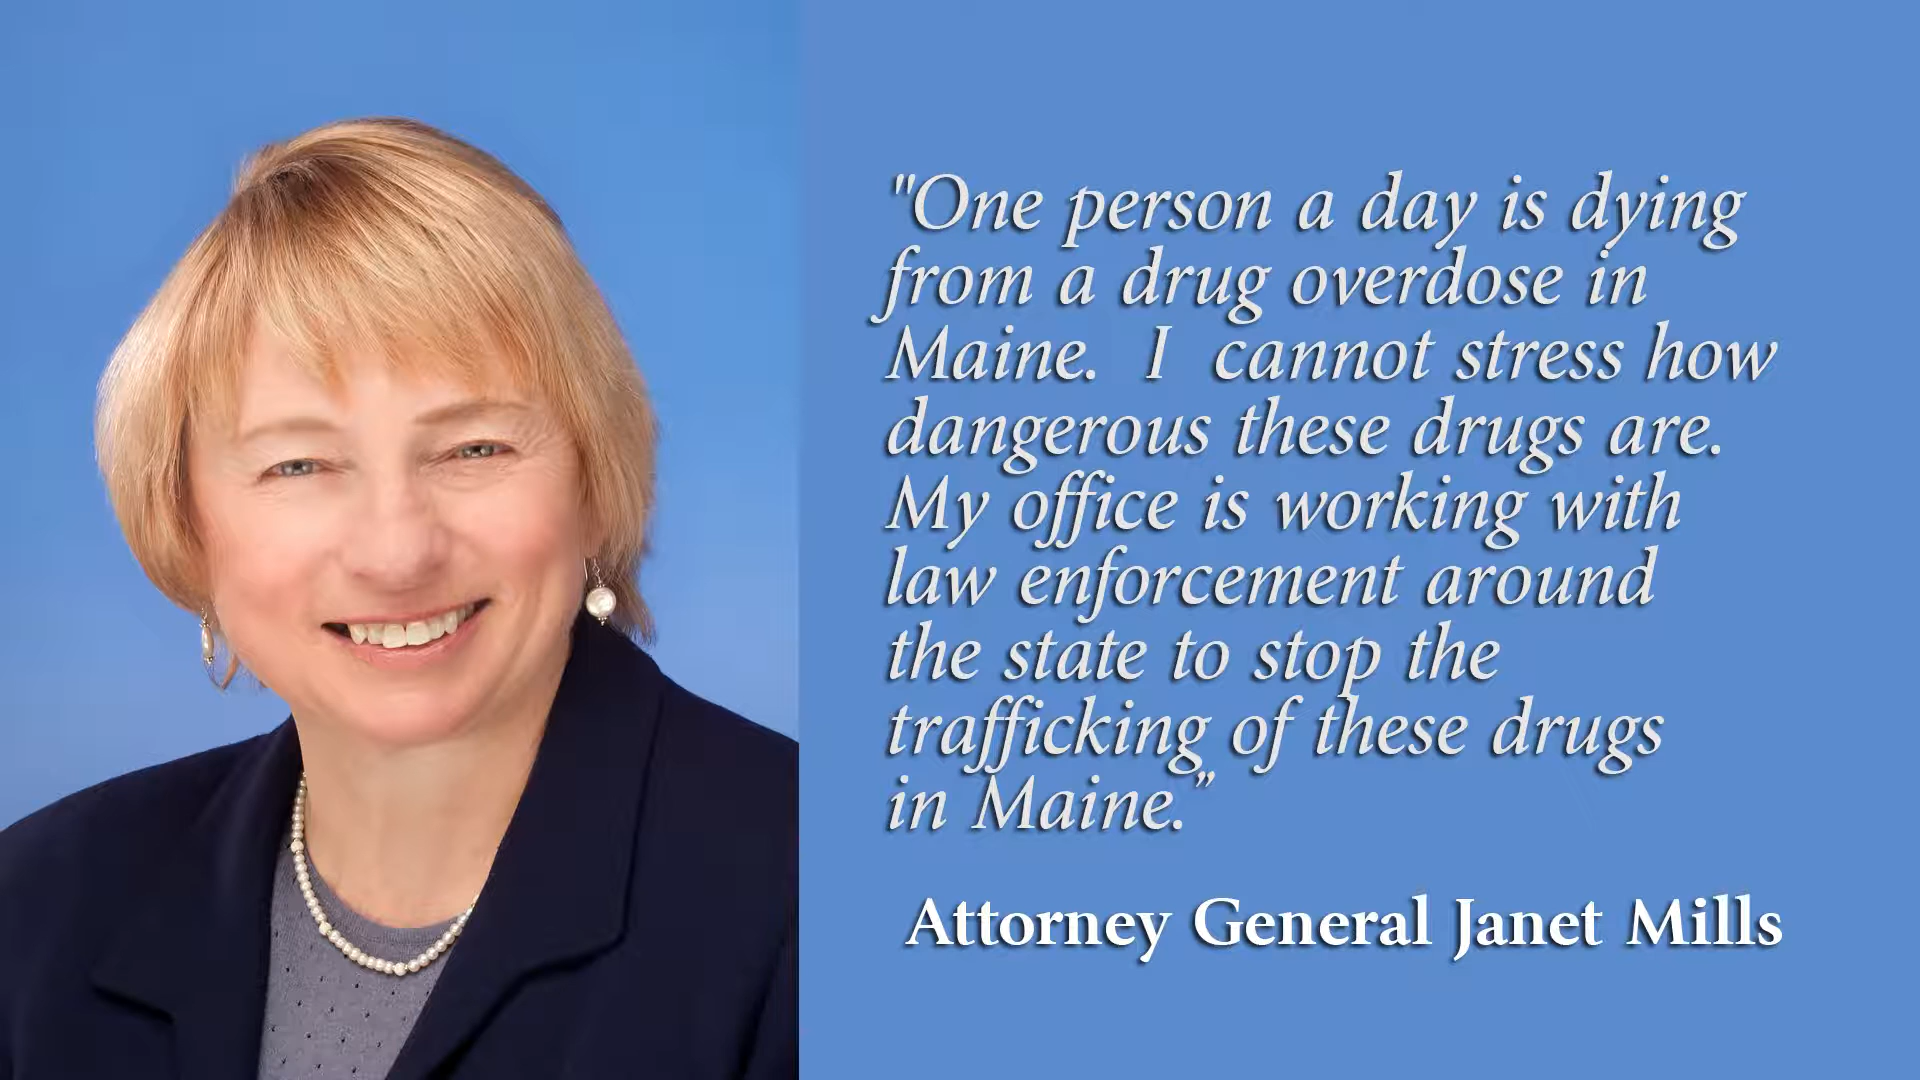 "One person a day is dying
from a drug overdose in
Maine.  I  cannot stress how
dangerous these drugs are.
My office is working with
law enforcement around
the state to stop the
trafficking of these drugs
in Maine.”
Attorney General Janet Mills